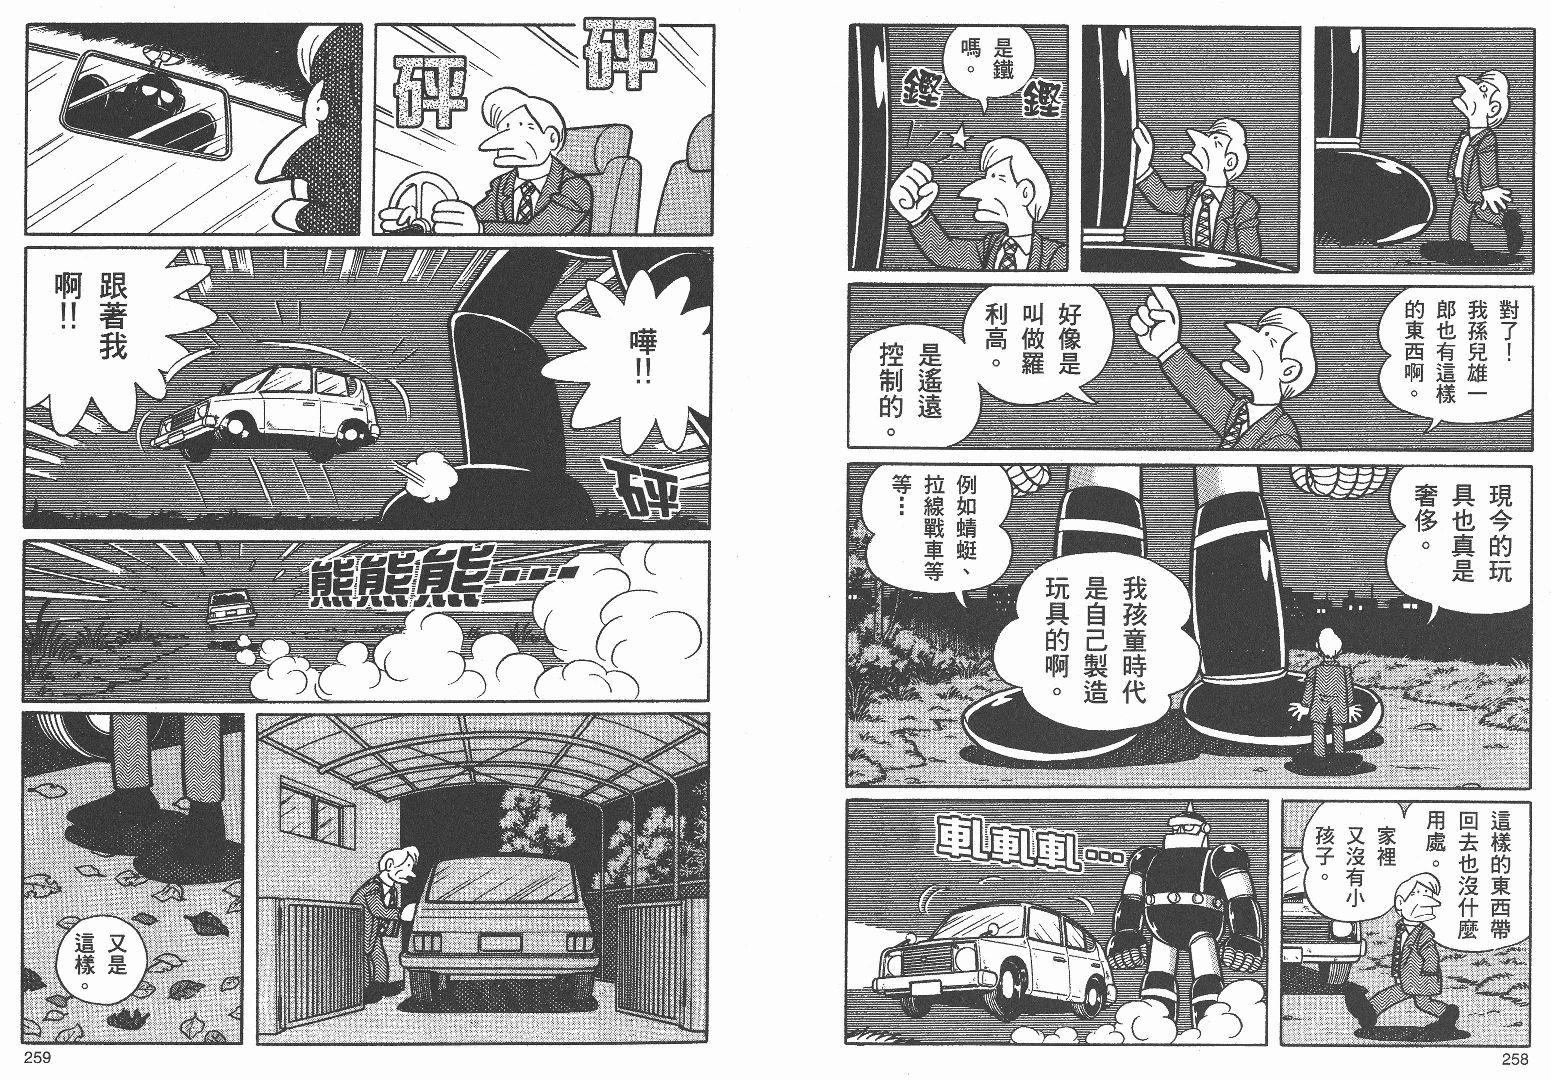 是鐵
嗎。
鏗
鏗
對了！
我孫兒雄一
郎也有這樣
的東西啊。
好像是
叫做羅
利高。
是遙遠
控制的。
現今的玩
具也真是
奢侈。
我孩童時代
是自己製造
玩具的啊。
例如蜻蜓、
拉線戰車等
等…
這樣的東西帶
回去也沒什麼
用處。
家裡
又沒有小
孩子。
軋軋軋…
258
砰
砰
嘩!!
跟著我
啊!!
砰
熊熊熊…
又是
這樣。
259